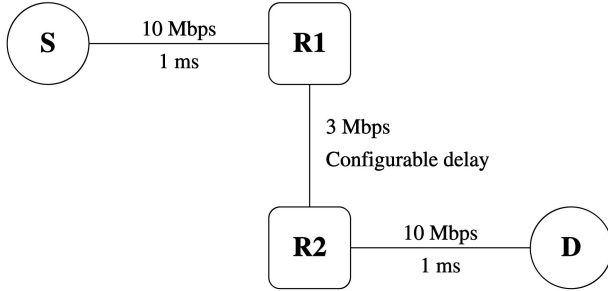 S
10 Mbps
1 ms
R1
3 Mbps
Configurable delay
R2
10 Mbps
1 ms
D